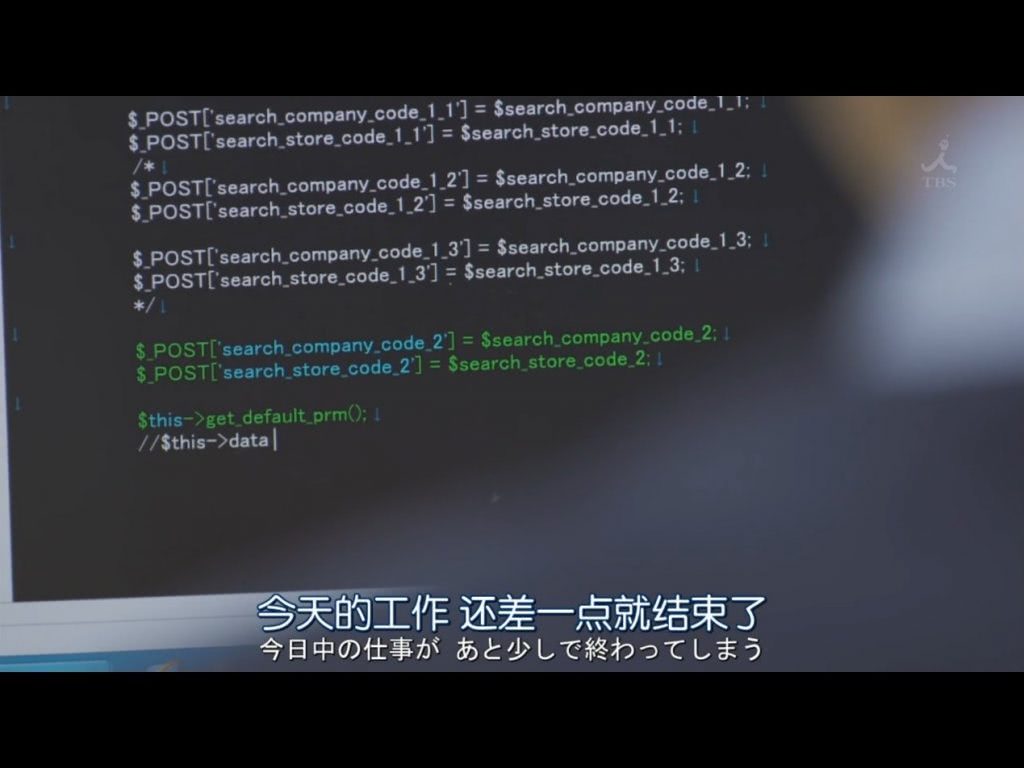 $_POST['search_company_code_1_1'] = $search_company_code_1_1;↓
$_POST['search_store_code_1_1'] = $search_store_code_1_1;↓
/*↓
$_POST['search_company_code_1_2'] = $search_company_code_1_2;↓
$_POST['search_store_code_1_2'] = $search_store_code_1_2;↓
↓
$_POST['search_company_code_1_3'] = $search_company_code_1_3;↓
$_POST['search_store_code_1_3'] = $search_store_code_1_3;↓
*/↓
↓
$_POST['search_company_code_2'] = $search_company_code_2;↓
$_POST['search_store_code_2'] = $search_store_code_2;↓
↓
$this->get_default_prm();↓
//$this->data
TBS
今天的工作 还差一点就结束了
今日中の仕事が あと少しで終わってしまう